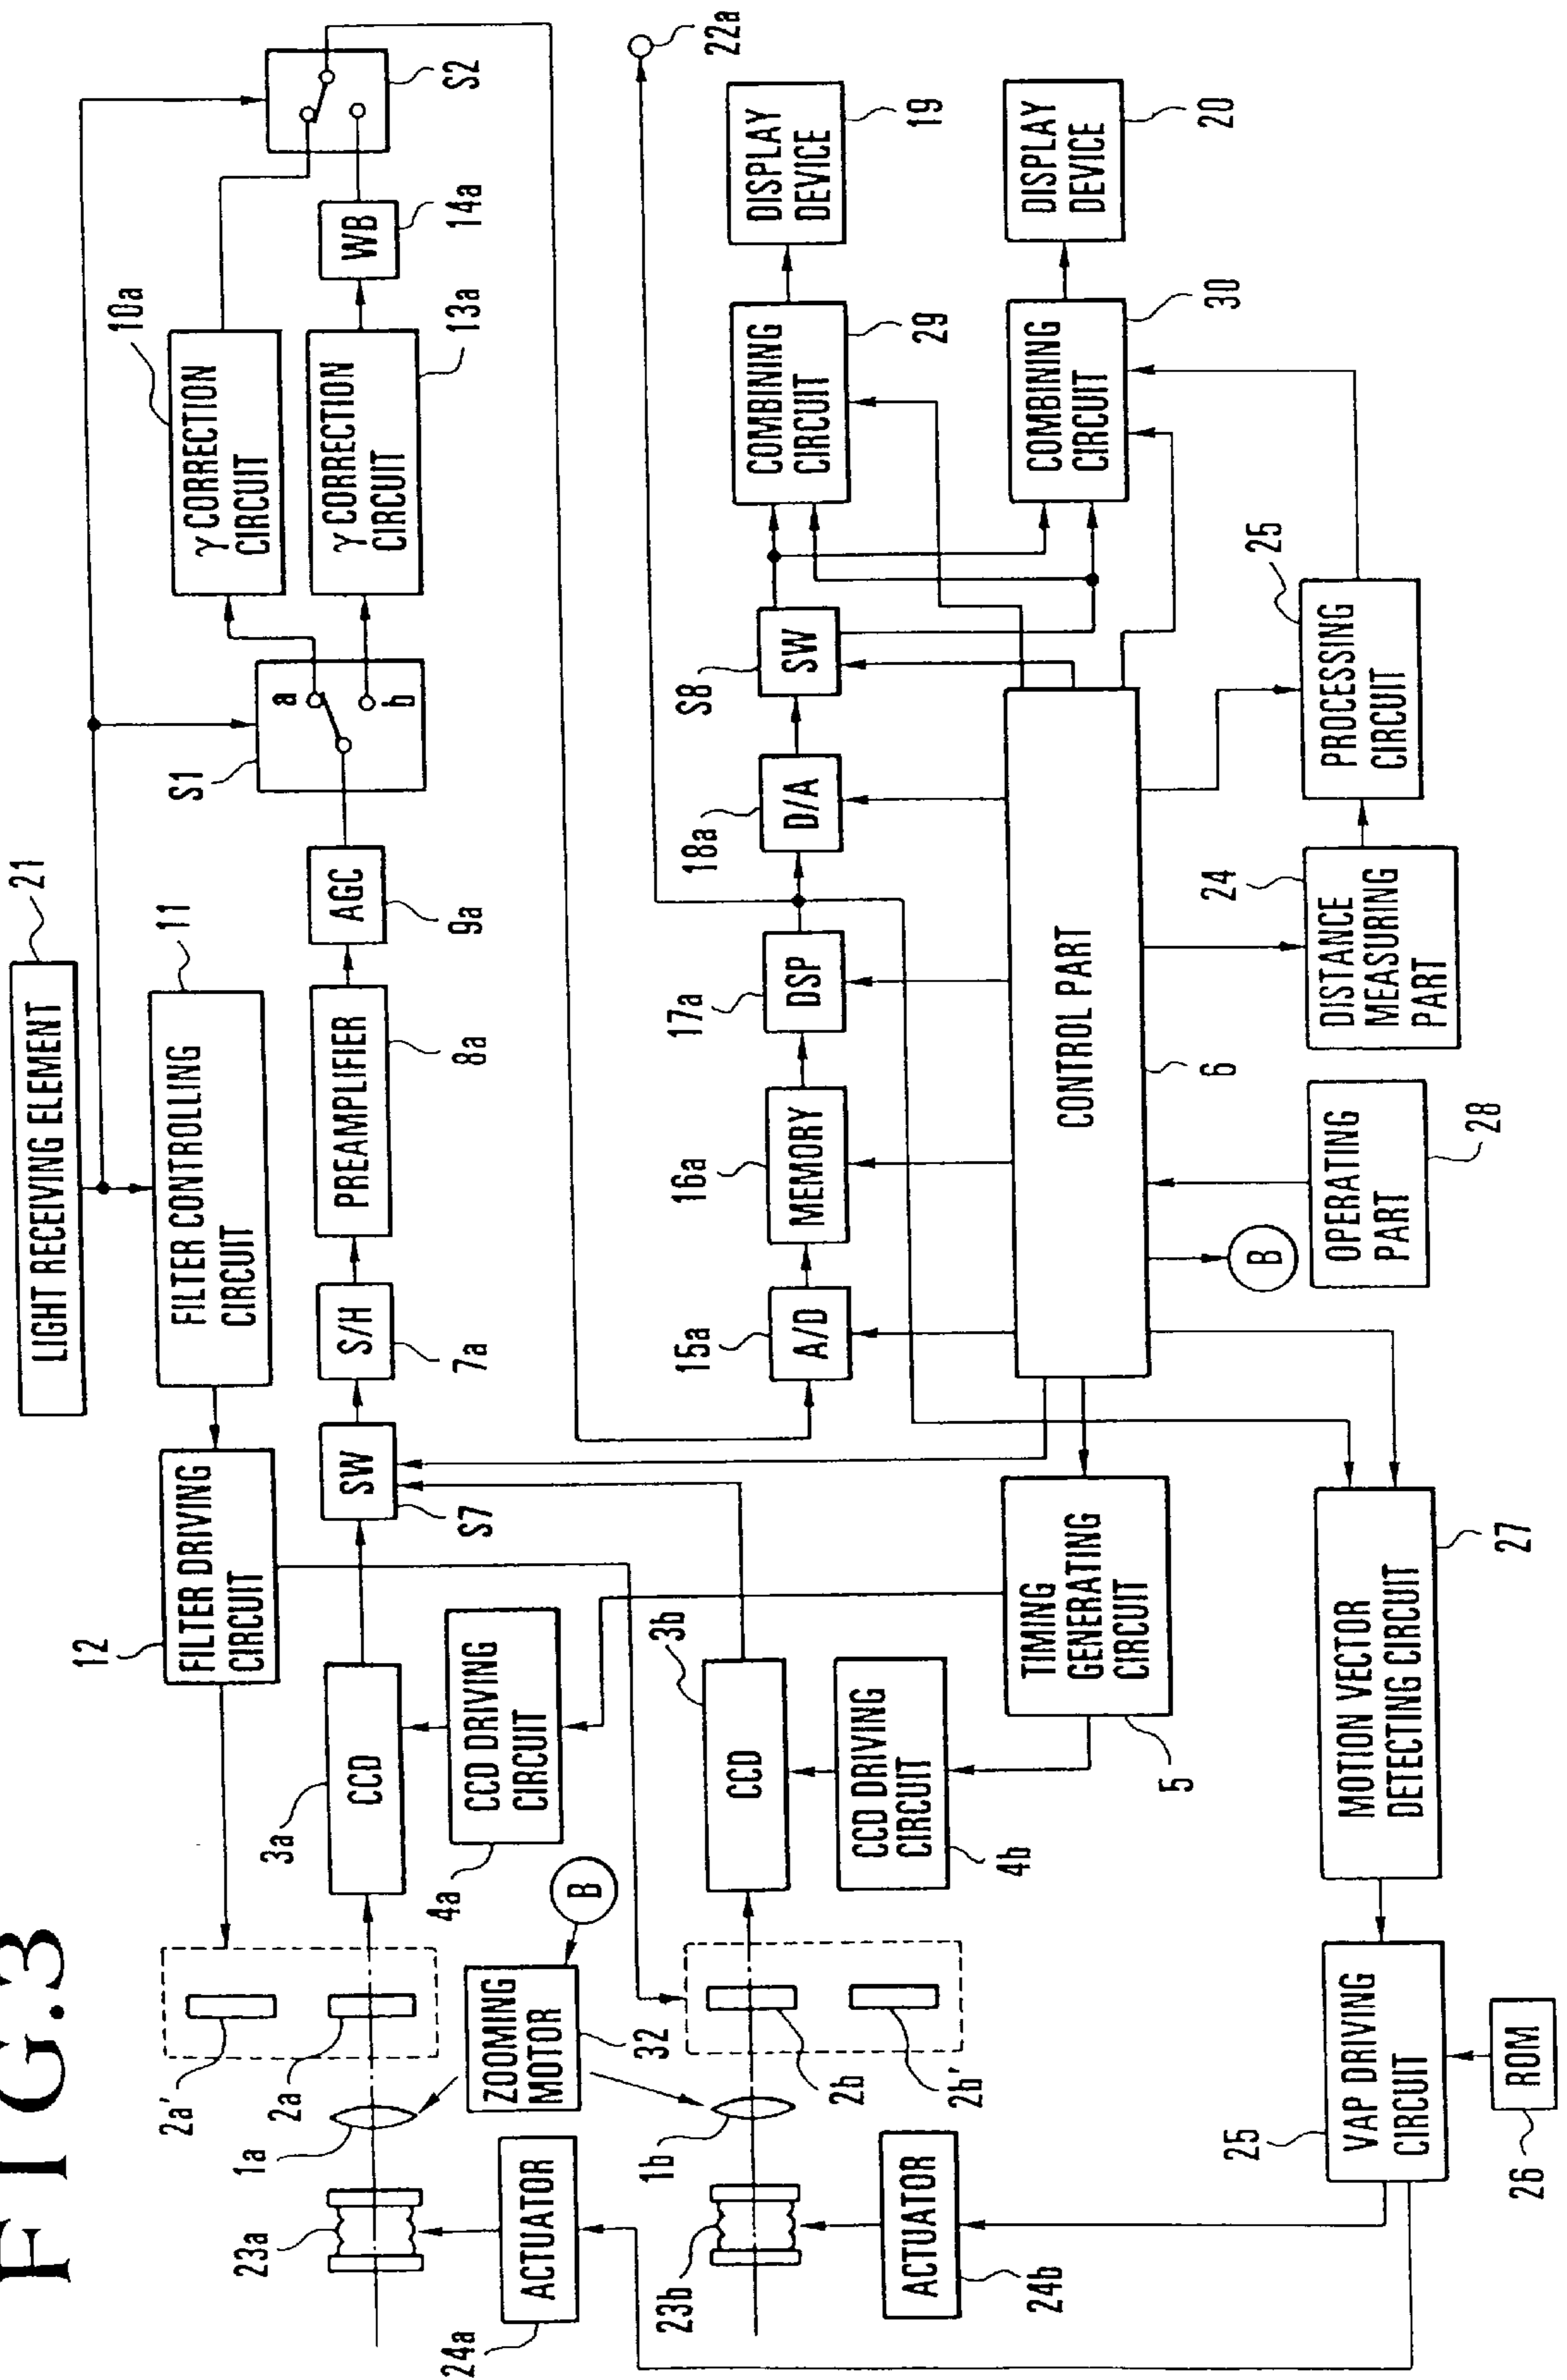 FIG.3
LIGHT RECEIVING ELEMENT
21
FILTER CONTROLLING
CIRCUIT
11
12
FILTER DRIVING
CIRCUIT
S1
a
b
10a
γ CORRECTION
CIRCUIT
γ CORRECTION
CIRCUIT
13a
WB
14a
S2
2a'
2a
1a
23a
3a
CCD
SW
S7
S/H
7a
PREAMPLIFIER
8a
AGC
9a
CCD DRIVING
CIRCUIT
4a
B
ZOOMING
MOTOR
32
ACTUATOR
24a
22a
3b
CCD
1b
2b
2b'
23b
CCD DRIVING
CIRCUIT
4b
ACTUATOR
24b
15a
A/D
16a
MEMORY
17a
DSP
18a
D/A
S8
SW
COMBINING
CIRCUIT
29
DISPLAY
DEVICE
19
TIMING
GENERATING
CIRCUIT
5
CONTROL PART
6
COMBINING
CIRCUIT
30
DISPLAY
DEVICE
20
B
OPERATING
PART
28
24
DISTANCE
MEASURING
PART
25
PROCESSING
CIRCUIT
MOTION VECTOR
DETECTING CIRCUIT
27
25
VAP DRIVING
CIRCUIT
ROM
26